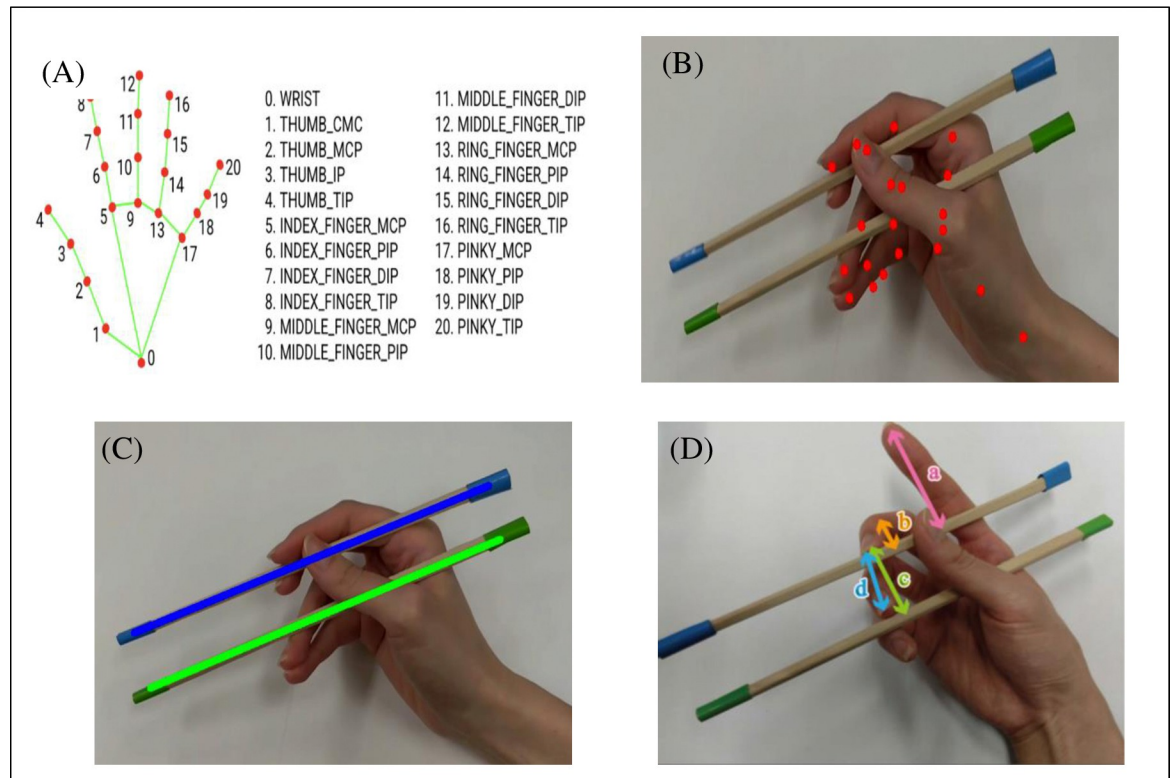 (A)
12
8
16
11
7
15
20
10
6
14
19
4
5
9
13
18
3
17
2
1
0
0. WRIST
1. THUMB_CMC
2. THUMB_MCP
3. THUMB_IP
4. THUMB_TIP
5. INDEX_FINGER_MCP
6. INDEX_FINGER_PIP
7. INDEX_FINGER_DIP
8. INDEX_FINGER_TIP
9. MIDDLE_FINGER_MCP
10. MIDDLE_FINGER_PIP
11. MIDDLE_FINGER_DIP
12. MIDDLE_FINGER_TIP
13. RING_FINGER_MCP
14. RING_FINGER_PIP
15. RING_FINGER_DIP
16. RING_FINGER_TIP
17. PINKY_MCP
18. PINKY_PIP
19. PINKY_DIP
20. PINKY_TIP
(B)
(C)
(D)
a
b
c
d